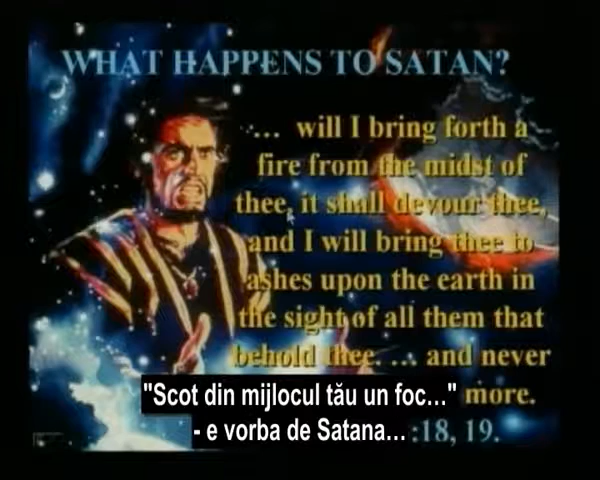 WHAT HAPPENS TO SATAN?
... will I bring forth a
fire from the midst of
thee, it shall devour thee,
and I will bring thee to
ashes upon the earth in
the sight of all them that
behold thee. ... and never
more.
:18, 19.
"Scot din mijlocul tău un foc..."
- e vorba de Satana...